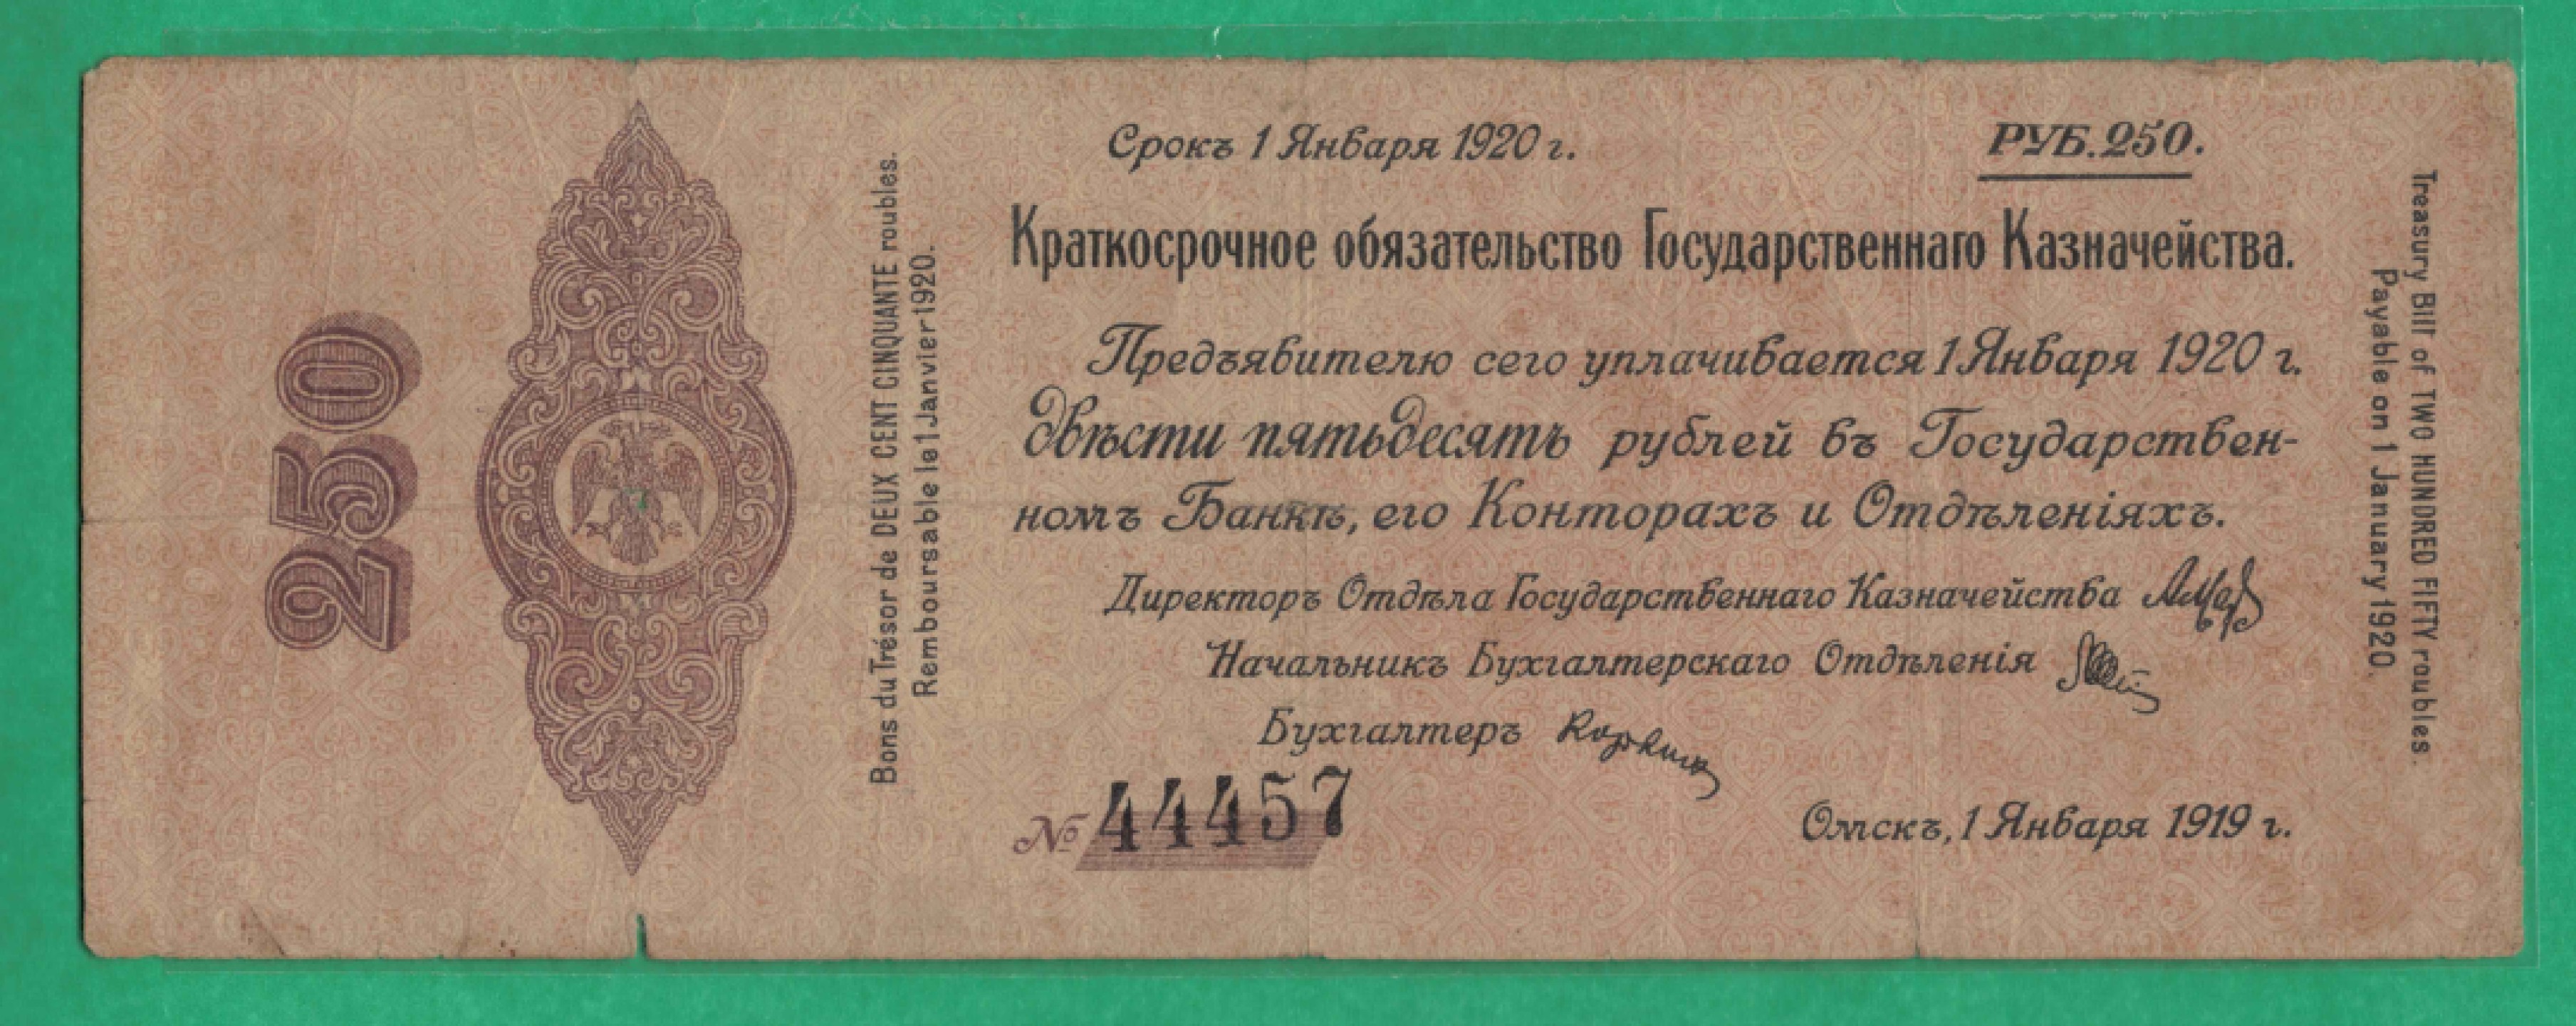 250
Bons du Trésor de DEUX CENT CINQUANTE roubles.
Remboursable le 1 Janvier 1920.
Срокъ 1 Января 1920 г.
РУБ. 250.
Краткосрочное обязательство Государственнаго Казначейства.
Предъявителю сего уплачивается 1 Января 1920 г.
двѣсти пятьдесятъ рублей въ Государствен-
номъ Банкѣ, его Конторахъ и Отдѣленіяхъ.
Директоръ Отдѣла Государственнаго Казначейства
Начальникъ Бухгалтерскаго Отдѣленія
Бухгалтеръ
№ 44457
Омскъ, 1 Января 1919 г.
Treasury Bill of TWO HUNDRED FIFTY roubles.
Payable on 1 January 1920.